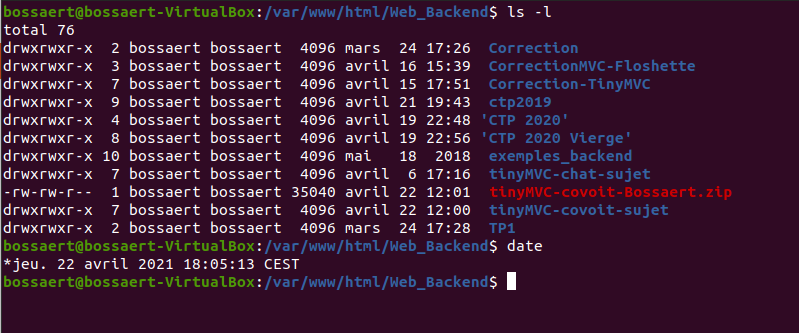 bossaert@bossaert-VirtualBox:/var/www/html/Web_Backend$ ls -l
total 76
drwxrwxr-x  2 bossaert bossaert  4096 mars  24 17:26  Correction
drwxrwxr-x  3 bossaert bossaert  4096 avril 16 15:39  CorrectionMVC-Floshette
drwxrwxr-x  7 bossaert bossaert  4096 avril 15 17:51  Correction-TinyMVC
drwxrwxr-x  9 bossaert bossaert  4096 avril 21 19:43  ctp2019
drwxrwxr-x  4 bossaert bossaert  4096 avril 19 22:48 'CTP 2020'
drwxrwxr-x  8 bossaert bossaert  4096 avril 19 22:56 'CTP 2020 Vierge'
drwxrwxr-x 10 bossaert bossaert  4096 mai   18  2018  exemples_backend
drwxrwxr-x  7 bossaert bossaert  4096 avril  6 17:16  tinyMVC-chat-sujet
-rw-rw-r--  1 bossaert bossaert 35040 avril 22 12:01  tinyMVC-covoit-Bossaert.zip
drwxrwxr-x  7 bossaert bossaert  4096 avril 22 12:00  tinyMVC-covoit-sujet
drwxrwxr-x  2 bossaert bossaert  4096 mars  24 17:28  TP1
bossaert@bossaert-VirtualBox:/var/www/html/Web_Backend$ date
*jeu. 22 avril 2021 18:05:13 CEST
bossaert@bossaert-VirtualBox:/var/www/html/Web_Backend$